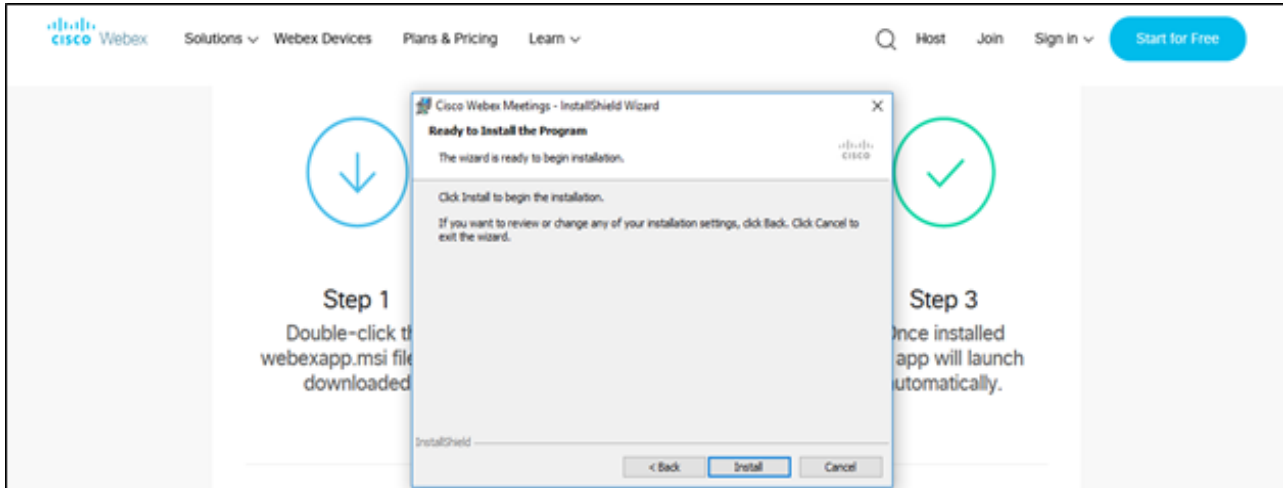 CISCO Webex Solutions Webex Devices Plans & Pricing Learn Host Join Sign in Start for Free
Cisco Webex Meetings - InstallShield Wizard
Ready to Install the Program
The wizard is ready to begin installation.
CISCO
Click Install to begin the installation.
If you want to review or change any of your installation settings, click Back. Click Cancel to
exit the wizard.
InstallShield
< Back Install Cancel
Step 1
Double-click
webexapp.msi
downloaded
Step 3
installed
app will launch
automatically.